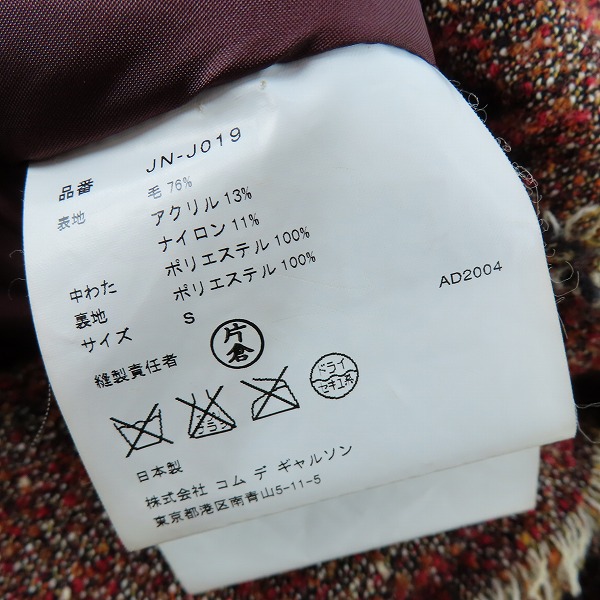 品番 JN-J019
表地 毛 76%
アクリル 13%
ナイロン 11%
中わた ポリエステル 100%
裏地 ポリエステル 100%
サイズ S
AD2004
縫製責任者 片倉
ドライ
セキユ系
日本製
株式会社 コム デ ギャルソン
東京都港区南青山5-11-5